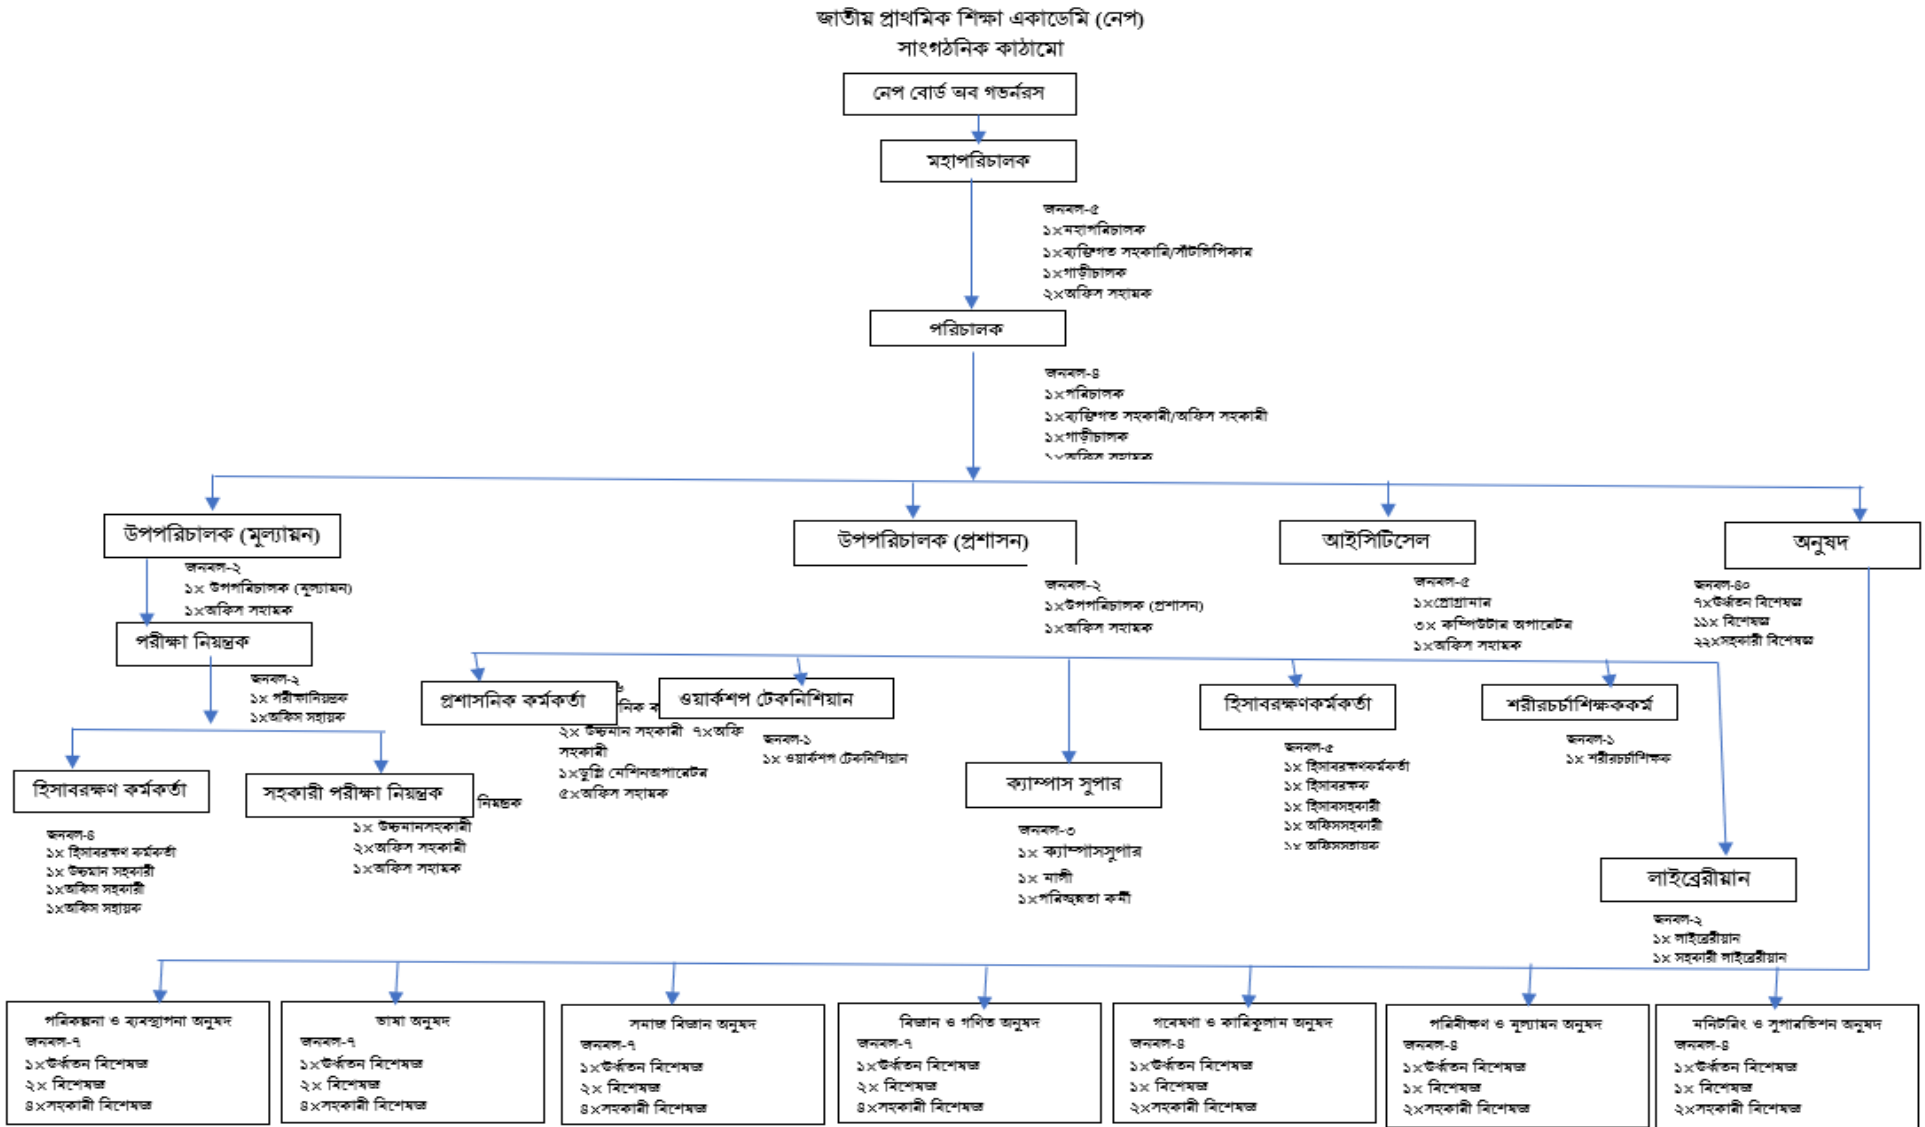 জাতীয় প্রাথমিক শিক্ষা একাডেমি (নেপ)
সাংগঠনিক কাঠামো
নেপ বোর্ড অব গভর্নরস
মহাপরিচালক
জনবল-৫
১×মহাপরিচালক
১×ব্যক্তিগত সহকারি/সাঁটলিপিকার
১×গাড়ীচালক
২×অফিস সহায়ক
পরিচালক
জনবল-৪
১×পরিচালক
১×ব্যক্তিগত সহকারী/অফিস সহকারী
১×গাড়ীচালক
১×অফিস সহায়ক
উপপরিচালক (মূল্যায়ন)
জনবল-২
১× উপপরিচালক (মূল্যায়ন)
১×অফিস সহায়ক
পরীক্ষা নিয়ন্ত্রক
জনবল-২
১× পরীক্ষানিয়ন্ত্রক
১×অফিস সহায়ক
হিসাবরক্ষণ কর্মকর্তা
জনবল-৪
১× হিসাবরক্ষণ কর্মকর্তা
১× উচ্চমান সহকারী
১×অফিস সহকারী
১×অফিস সহায়ক
সহকারী পরীক্ষা নিয়ন্ত্রক
নিয়ন্ত্রক
১× উচ্চমানসহকারী
২×অফিস সহকারী
১×অফিস সহায়ক
উপপরিচালক (প্রশাসন)
জনবল-২
১×উপপরিচালক (প্রশাসন)
১×অফিস সহায়ক
প্রশাসনিক কর্মকর্তা
নিক ক
২× উচ্চমান সহকারী ৭×অফি
সহকারী
১×ডুপ্লি মেশিনঅপারেটর
৫×অফিস সহায়ক
ওয়ার্কশপ টেকনিশিয়ান
জনবল-১
১× ওয়ার্কশপ টেকনিশিয়ান
ক্যাম্পাস সুপার
জনবল-৩
১× ক্যাম্পাসসুপার
১× মালী
১×পরিচ্ছন্নতা কর্মী
হিসাবরক্ষণকর্মকর্তা
জনবল-৫
১× হিসাবরক্ষণকর্মকর্তা
১× হিসাবরক্ষক
১× হিসাবসহকারী
১× অফিসসহকারী
১× অফিসসহায়ক
শরীরচর্চাশিক্ষককর্ম
জনবল-১
১× শরীরচর্চাশিক্ষক
লাইব্রেরীয়ান
জনবল-২
১× লাইব্রেরীয়ান
১× সহকারী লাইব্রেরীয়ান
আইসিটিসেল
জনবল-৫
১×প্রোগ্রামার
৩× কম্পিউটার অপারেটর
১×অফিস সহায়ক
অনুষদ
জনবল-৪০
৭×উর্ধ্বতন বিশেষজ্ঞ
১১× বিশেষজ্ঞ
২২×সহকারী বিশেষজ্ঞ
পরিকল্পনা ও ব্যবস্থাপনা অনুষদ
জনবল-৭
১×উর্ধ্বতন বিশেষজ্ঞ
২× বিশেষজ্ঞ
৪×সহকারী বিশেষজ্ঞ
ভাষা অনুষদ
জনবল-৭
১×উর্ধ্বতন বিশেষজ্ঞ
২× বিশেষজ্ঞ
৪×সহকারী বিশেষজ্ঞ
সমাজ বিজ্ঞান অনুষদ
জনবল-৭
১×উর্ধ্বতন বিশেষজ্ঞ
২× বিশেষজ্ঞ
৪×সহকারী বিশেষজ্ঞ
বিজ্ঞান ও গণিত অনুষদ
জনবল-৭
১×উর্ধ্বতন বিশেষজ্ঞ
২× বিশেষজ্ঞ
৪×সহকারী বিশেষজ্ঞ
গবেষণা ও কারিকুলাম অনুষদ
জনবল-৪
১×উর্ধ্বতন বিশেষজ্ঞ
১× বিশেষজ্ঞ
২×সহকারী বিশেষজ্ঞ
পরিবীক্ষণ ও মূল্যায়ন অনুষদ
জনবল-৪
১×উর্ধ্বতন বিশেষজ্ঞ
১× বিশেষজ্ঞ
২×সহকারী বিশেষজ্ঞ
মনিটরিং ও সুপারভিশন অনুষদ
জনবল-৪
১×উর্ধ্বতন বিশেষজ্ঞ
১× বিশেষজ্ঞ
২×সহকারী বিশেষজ্ঞ